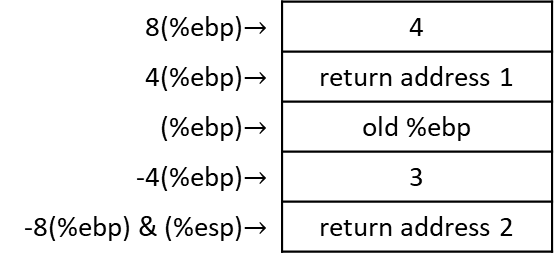 8(%ebp)→ 4
4(%ebp)→ return address 1
(%ebp)→ old %ebp
-4(%ebp)→ 3
-8(%ebp) & (%esp)→ return address 2